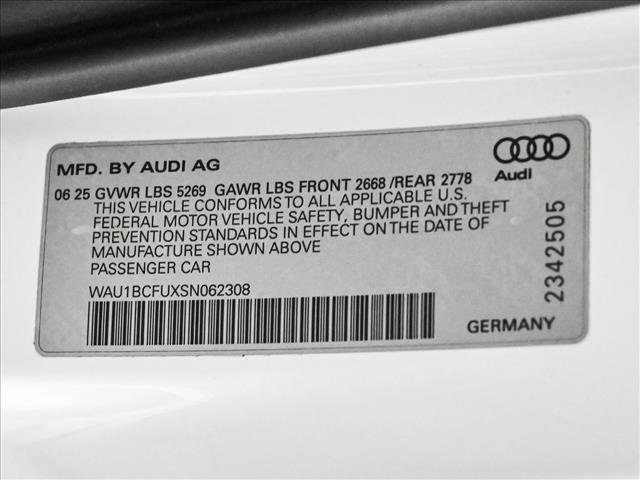 MFD. BY AUDI AG
Audi
06 25 GVWR LBS 5269 GAWR LBS FRONT 2668 /REAR 2778
THIS VEHICLE CONFORMS TO ALL APPLICABLE U.S.
FEDERAL MOTOR VEHICLE SAFETY, BUMPER AND THEFT
PREVENTION STANDARDS IN EFFECT ON THE DATE OF
MANUFACTURE SHOWN ABOVE
PASSENGER CAR
WAU1BCFUXSN062308
GERMANY
2342505